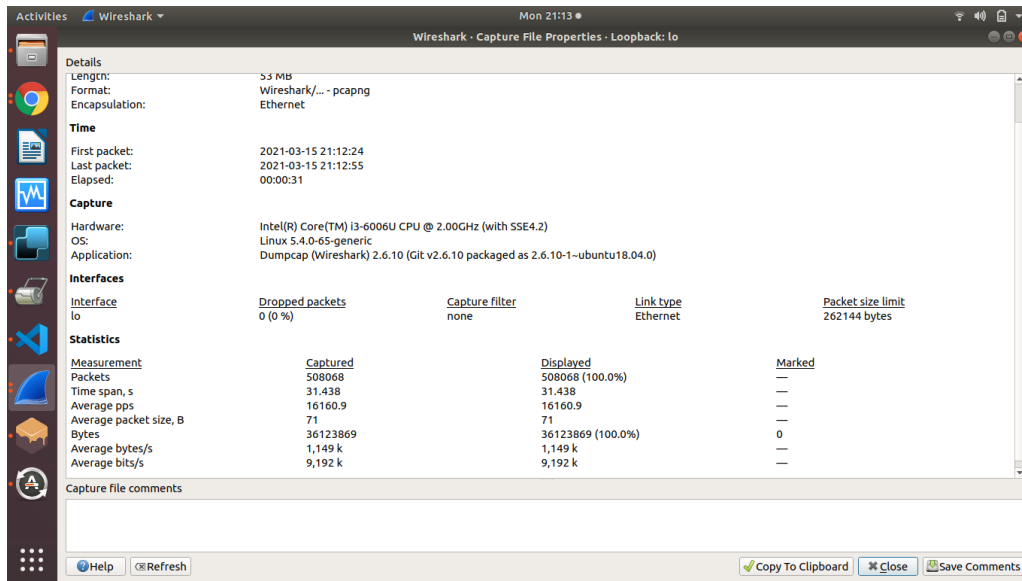 Activities Wireshark Mon 21:13
Wireshark · Capture File Properties · Loopback: lo
Details
Length: 53 MB
Format: Wireshark/... - pcapng
Encapsulation: Ethernet
Time
First packet: 2021-03-15 21:12:24
Last packet: 2021-03-15 21:12:55
Elapsed: 00:00:31
Capture
Hardware: Intel(R) Core(TM) i3-6006U CPU @ 2.00GHz (with SSE4.2)
OS: Linux 5.4.0-65-generic
Application: Dumpcap (Wireshark) 2.6.10 (Git v2.6.10 packaged as 2.6.10-1~ubuntu18.04.0)
Interfaces
Interface Dropped packets Capture filter Link type Packet size limit
lo 0 (0 %) none Ethernet 262144 bytes
Statistics
Measurement Captured Displayed Marked
Packets 508068 508068 (100.0%) —
Time span, s 31.438 31.438 —
Average pps 16160.9 16160.9 —
Average packet size, B 71 71 —
Bytes 36123869 36123869 (100.0%) 0
Average bytes/s 1,149 k 1,149 k —
Average bits/s 9,192 k 9,192 k —
Capture file comments
Help Refresh Copy To Clipboard Close Save Comments